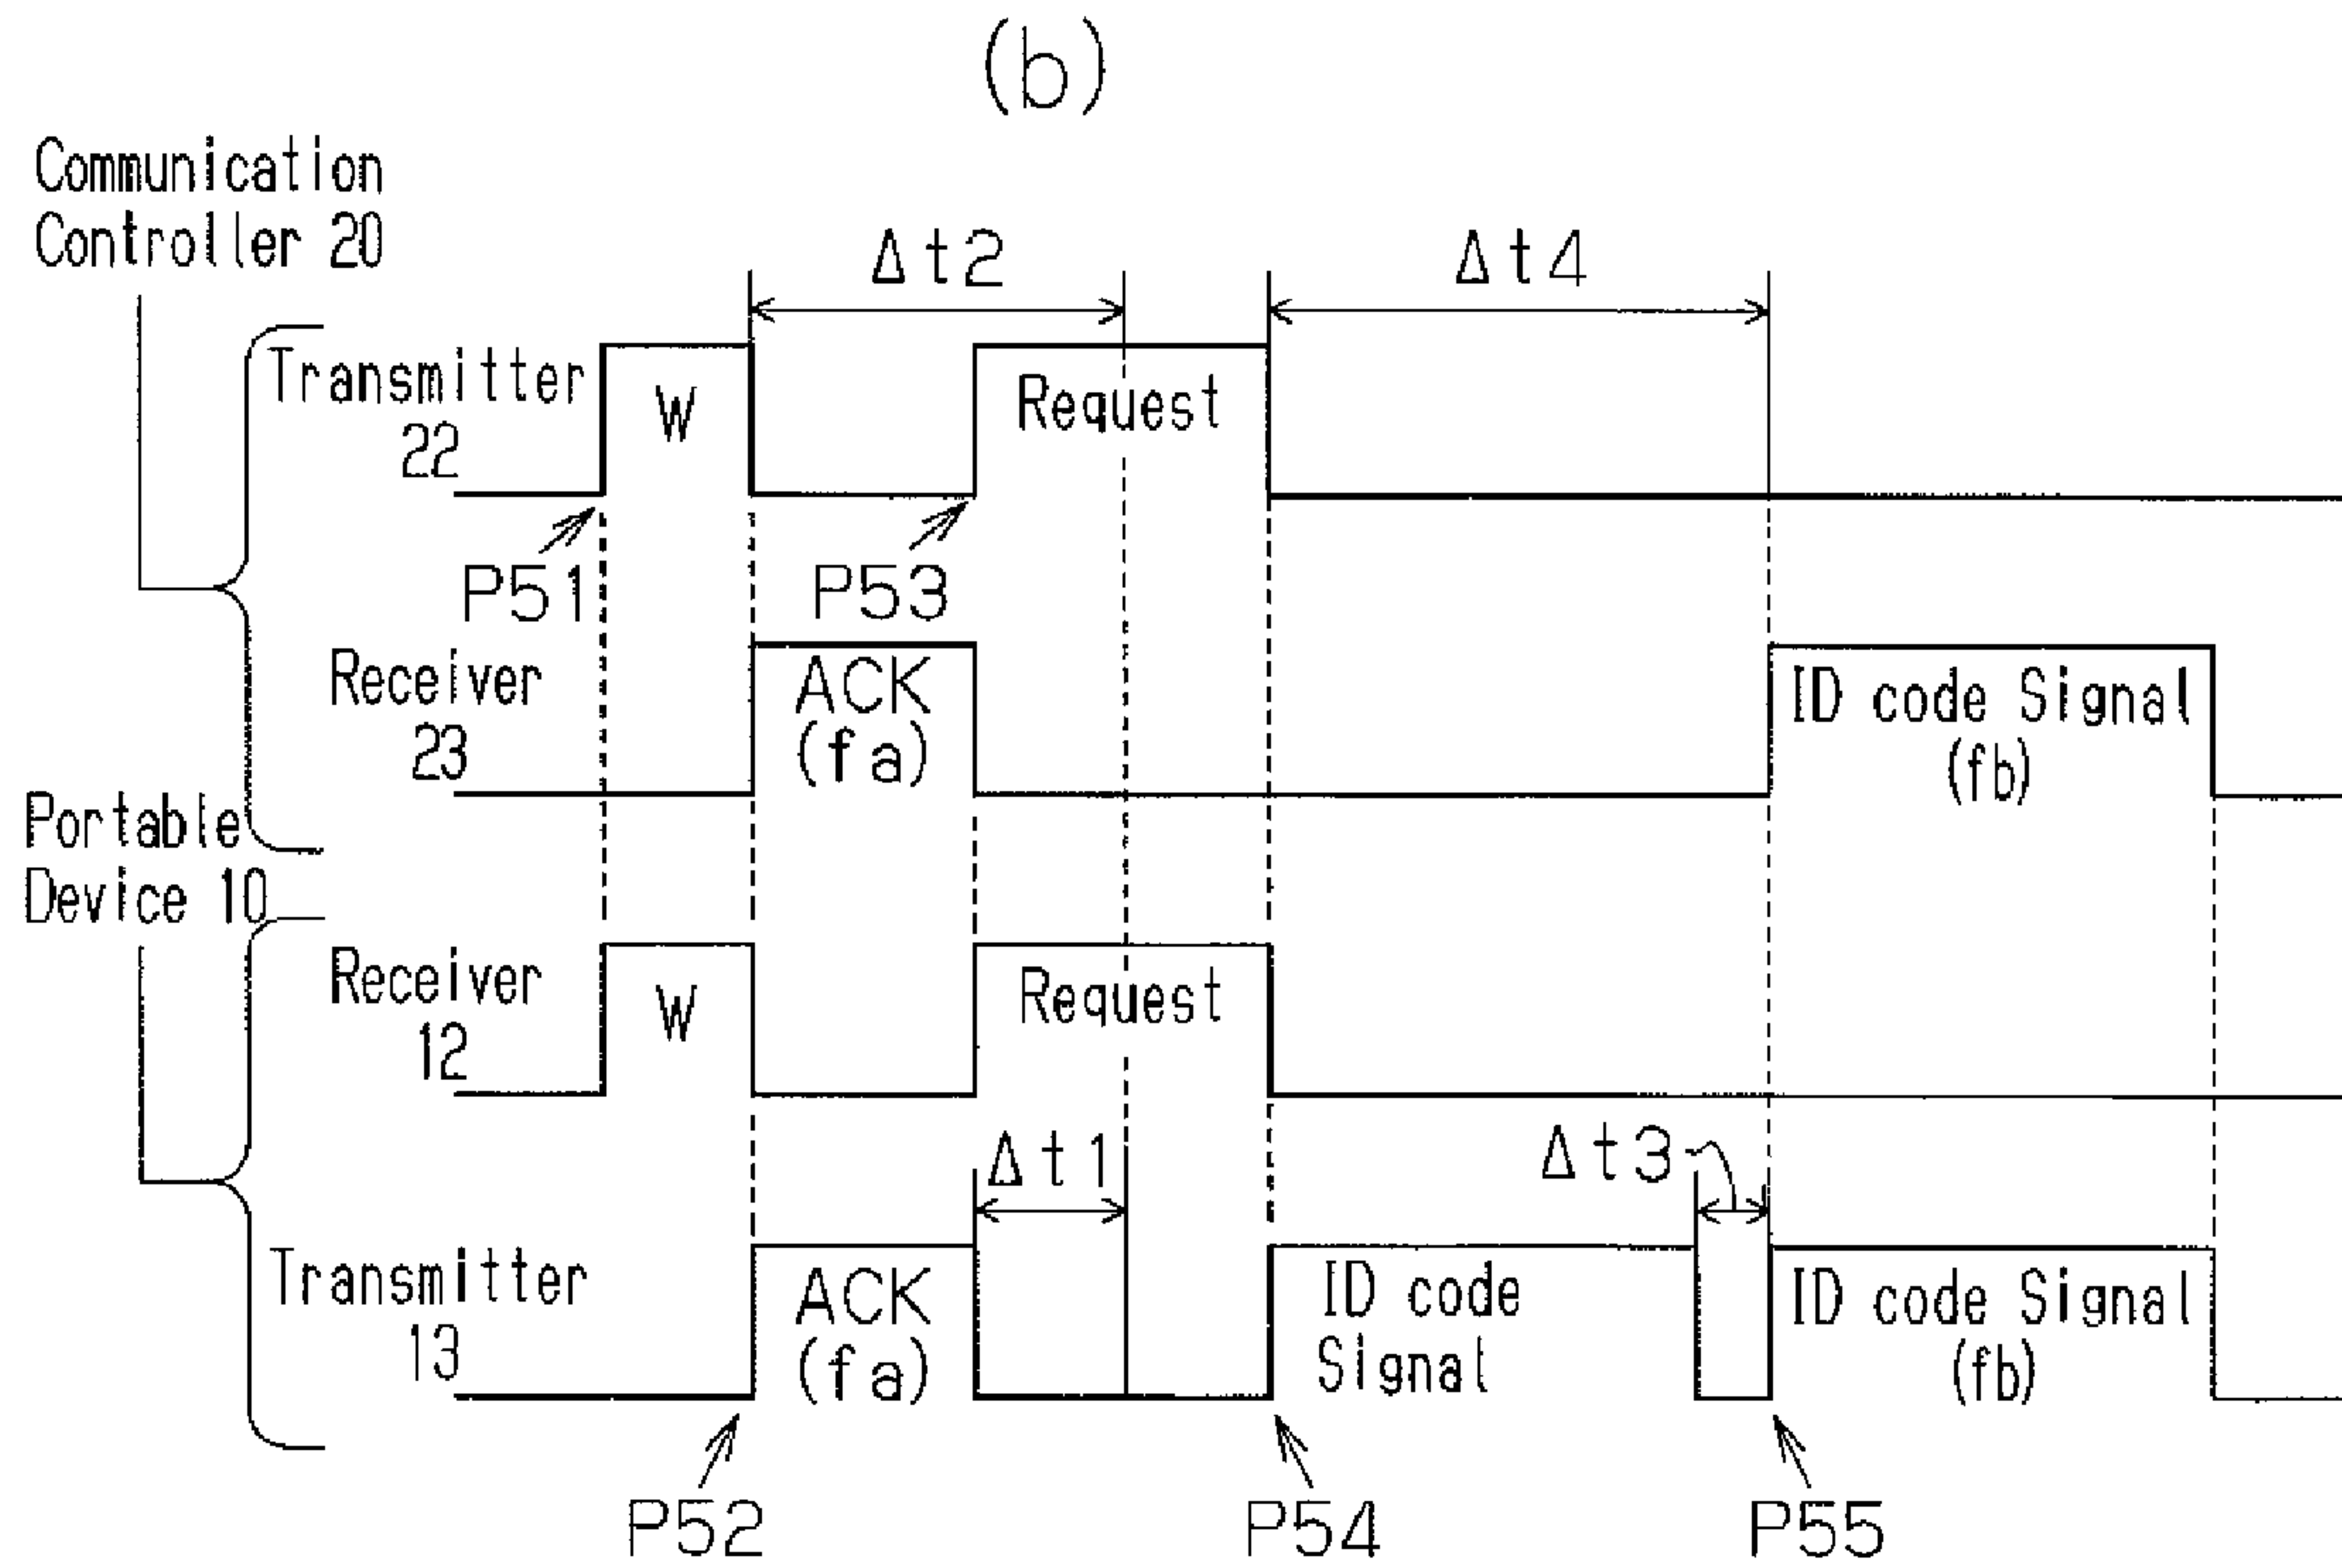 (b)
Communication
Controller 20
Δt2
Δt4
Transmitter
22
W
Request
P51
P53
Receiver
23
ACK
(fa)
ID code Signal
(fb)
Portable
Device 10
Receiver
12
W
Request
Δt1
Δt3
Transmitter
13
ACK
(fa)
ID code
Signal
ID code Signal
(fb)
P52
P54
P55